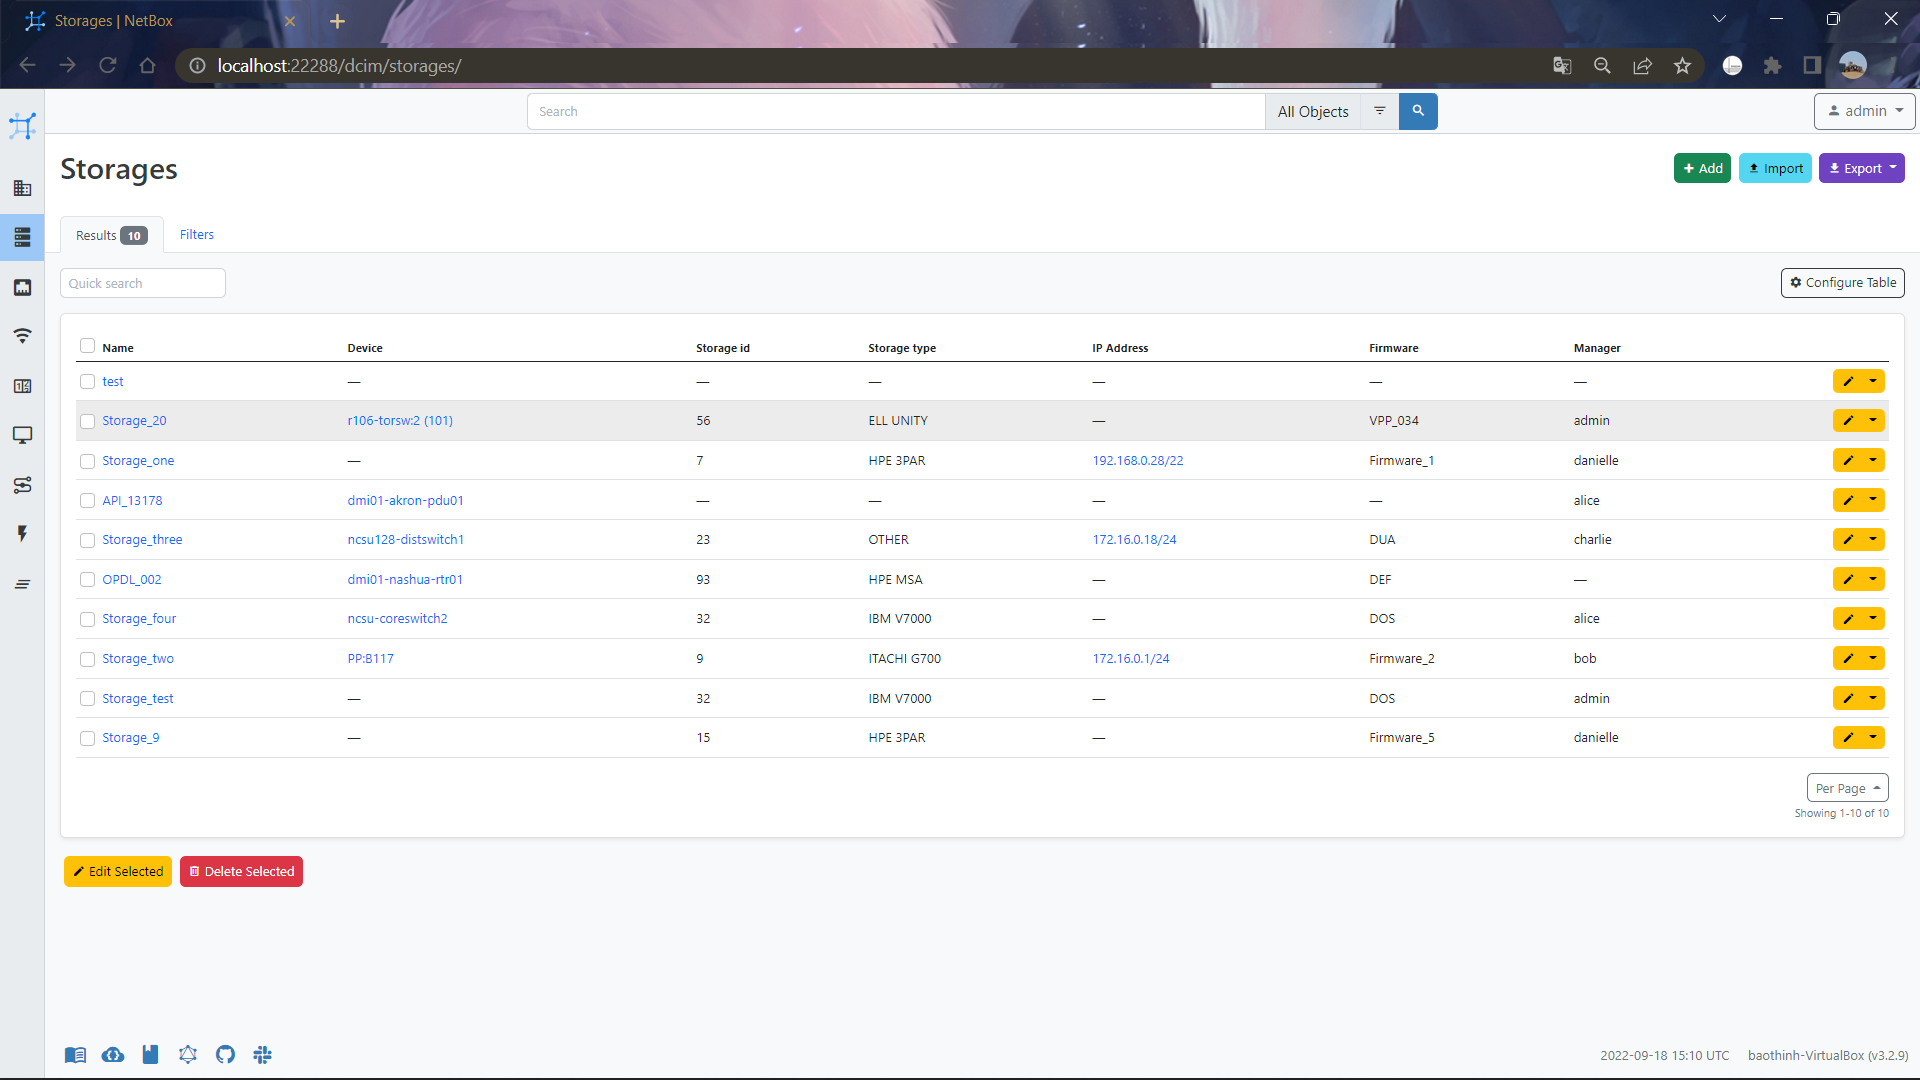 Storages | NetBox
localhost:22288/dcim/storages/
Search All Objects admin
Storages
Add Import Export
Results 10 Filters
Quick search Configure Table
Name Device Storage id Storage type IP Address Firmware Manager
test — — — — — —
Storage_20 r106-torsw:2 (101) 56 ELL UNITY — VPP_034 admin
Storage_one — 7 HPE 3PAR 192.168.0.28/22 Firmware_1 danielle
API_13178 dmi01-akron-pdu01 — — — — alice
Storage_three ncsu128-distswitch1 23 OTHER 172.16.0.18/24 DUA charlie
OPDL_002 dmi01-nashua-rtr01 93 HPE MSA — DEF —
Storage_four ncsu-coreswitch2 32 IBM V7000 — DOS alice
Storage_two PP:B117 9 ITACHI G700 172.16.0.1/24 Firmware_2 bob
Storage_test — 32 IBM V7000 — DOS admin
Storage_9 — 15 HPE 3PAR — Firmware_5 danielle
Per Page
Showing 1-10 of 10
Edit Selected Delete Selected
2022-09-18 15:10 UTC baothinh-VirtualBox (v3.2.9)